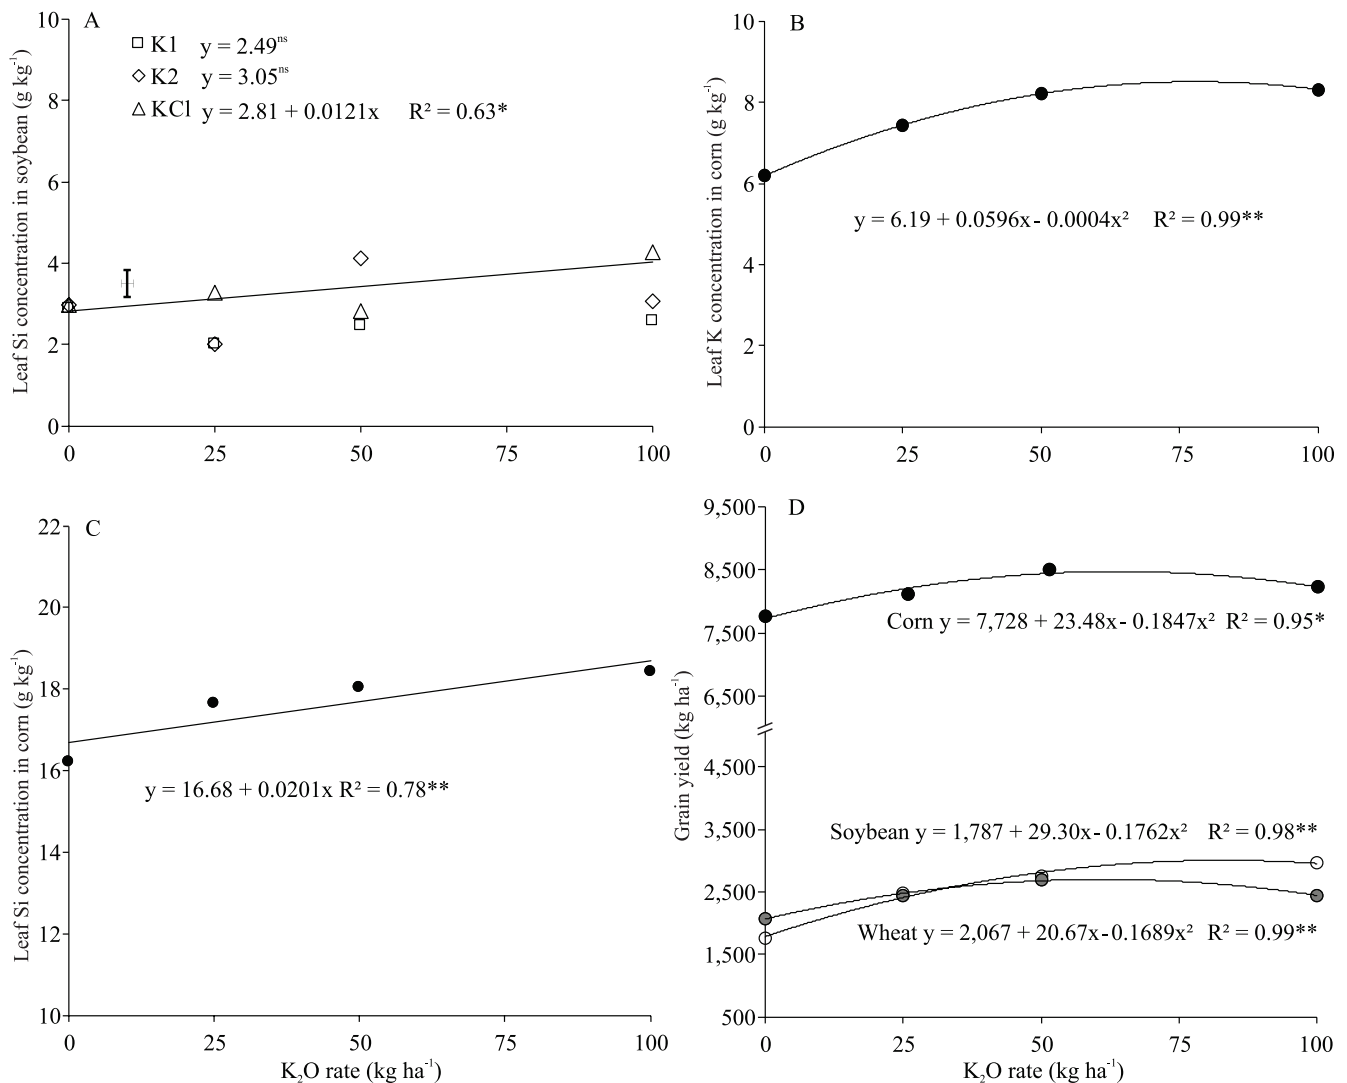 A
K1 y = 2.49ⁿˢ
K2 y = 3.05ⁿˢ
KCl y = 2.81 + 0.0121x R² = 0.63*
Leaf Si concentration in soybean (g kg⁻¹)
10
8
6
4
2
0
0 25 50 75 100
B
Leaf K concentration in corn (g kg⁻¹)
10
8
6
4
2
0
y = 6.19 + 0.0596x - 0.0004x² R² = 0.99**
0 25 50 75 100
C
Leaf Si concentration in corn (g kg⁻¹)
22
20
18
16
14
12
10
y = 16.68 + 0.0201x R² = 0.78**
0 25 50 75 100
K₂O rate (kg ha⁻¹)
D
Grain yield (kg ha⁻¹)
9,500
8,500
7,500
6,500
4,500
3,500
2,500
1,500
500
Corn y = 7,728 + 23.48x - 0.1847x² R² = 0.95*
Soybean y = 1,787 + 29.30x - 0.1762x² R² = 0.98**
Wheat y = 2,067 + 20.67x - 0.1689x² R² = 0.99**
0 25 50 75 100
K₂O rate (kg ha⁻¹)